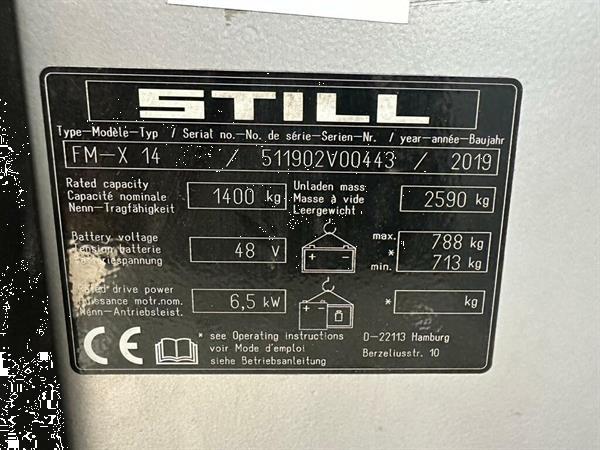 STILL
Type-Modèle-Typ / Serial no.-No. de série-Serien-Nr. / year-année-Baujahr
FM-X 14 / 511902V00443 / 2019
Rated capacity
Capacité nominale
Nenn-Tragfähigkeit
1400 kg
Unladen mass
Masse à vide
Leergewicht
2590 kg
Battery voltage
batterie
48 V
max. 788 kg
*
min. 713 kg
drive power
motr.nom.
Nenn-Antriebsleist.
6,5 kW
* kg
* see Operating instructions
voir Mode d'emploi
siehe Betriebsanleitung
D-22113 Hamburg
Berzeliusstr. 10
CE